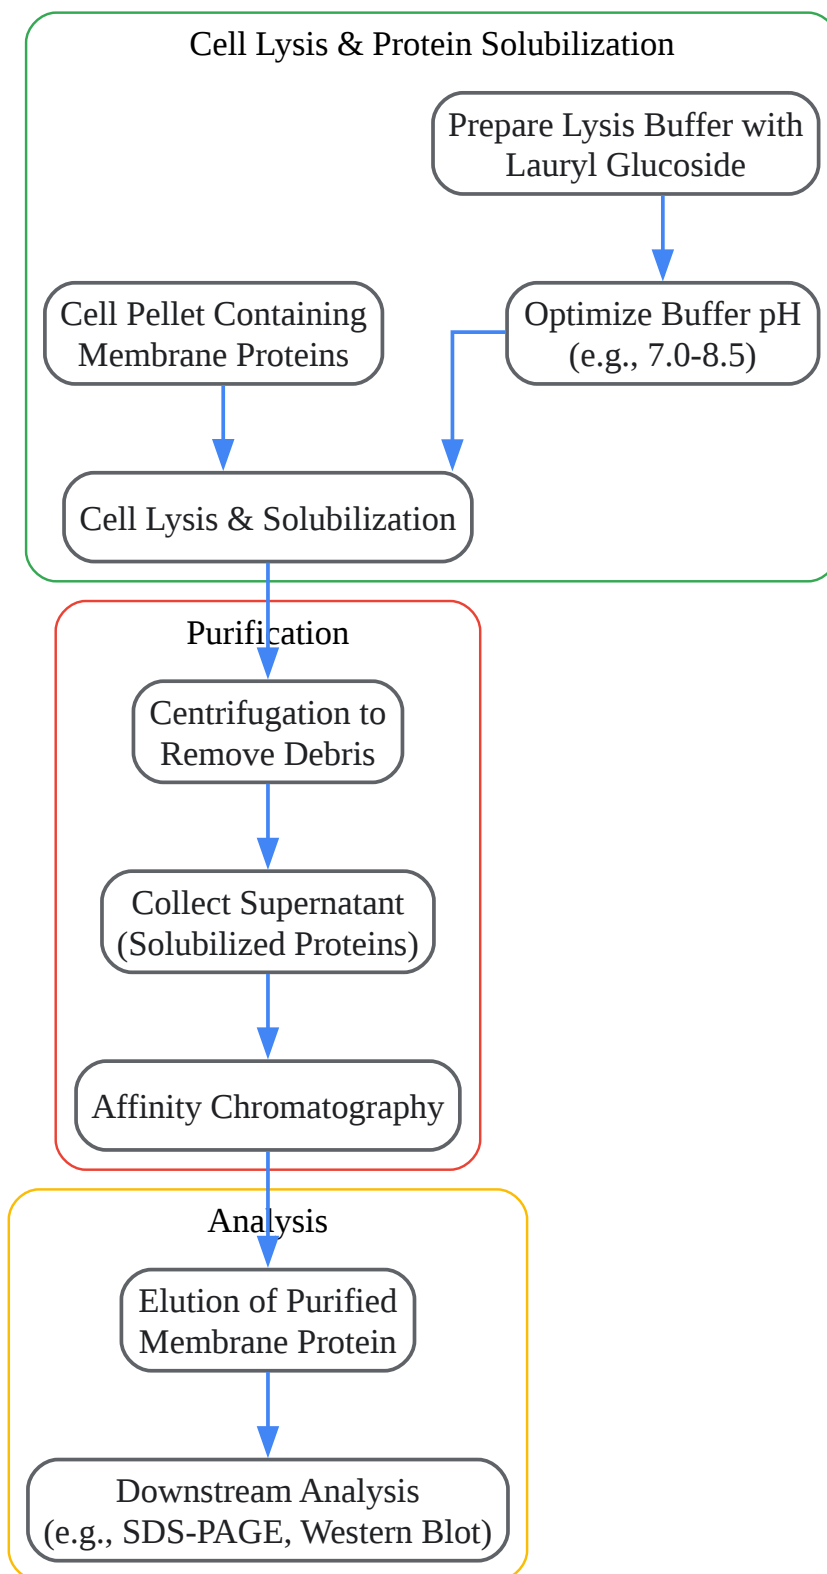 Cell Lysis & Protein Solubilization
Prepare Lysis Buffer with
Lauryl Glucoside
Cell Pellet Containing
Membrane Proteins
Optimize Buffer pH
(e.g., 7.0-8.5)
Cell Lysis & Solubilization
Purification
Centrifugation to
Remove Debris
Collect Supernatant
(Solubilized Proteins)
Affinity Chromatography
Analysis
Elution of Purified
Membrane Protein
Downstream Analysis
(e.g., SDS-PAGE, Western Blot)